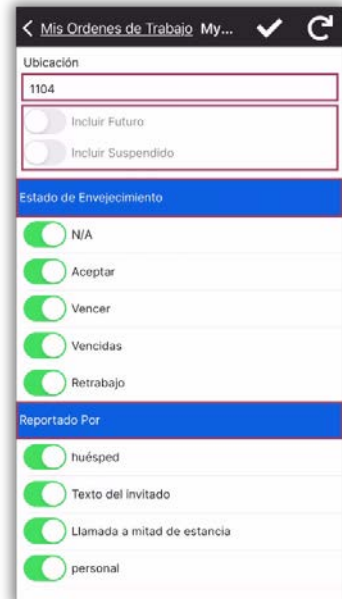 Mis Ordenes de Trabajo My...
Ubicación
1104
Incluir Futuro
Incluir Suspendido
Estado de Envejecimiento
N/A
Aceptar
Vencer
Vencidas
Retrabajo
Reportado Por
huésped
Texto del invitado
Llamada a mitad de estancia
personal